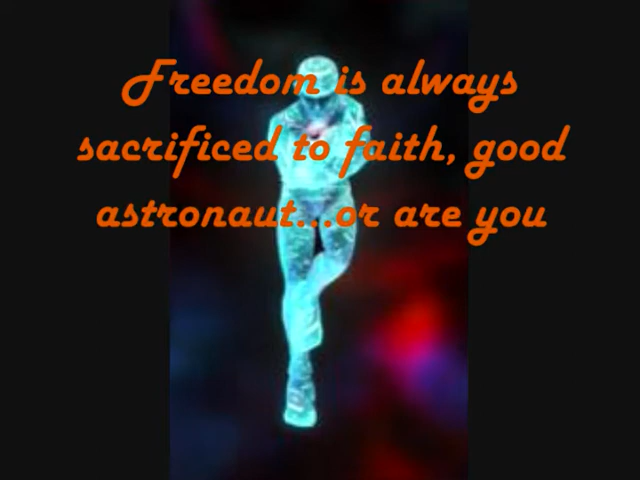 Freedom is always
sacrificed to faith, good
astronaut...or are you